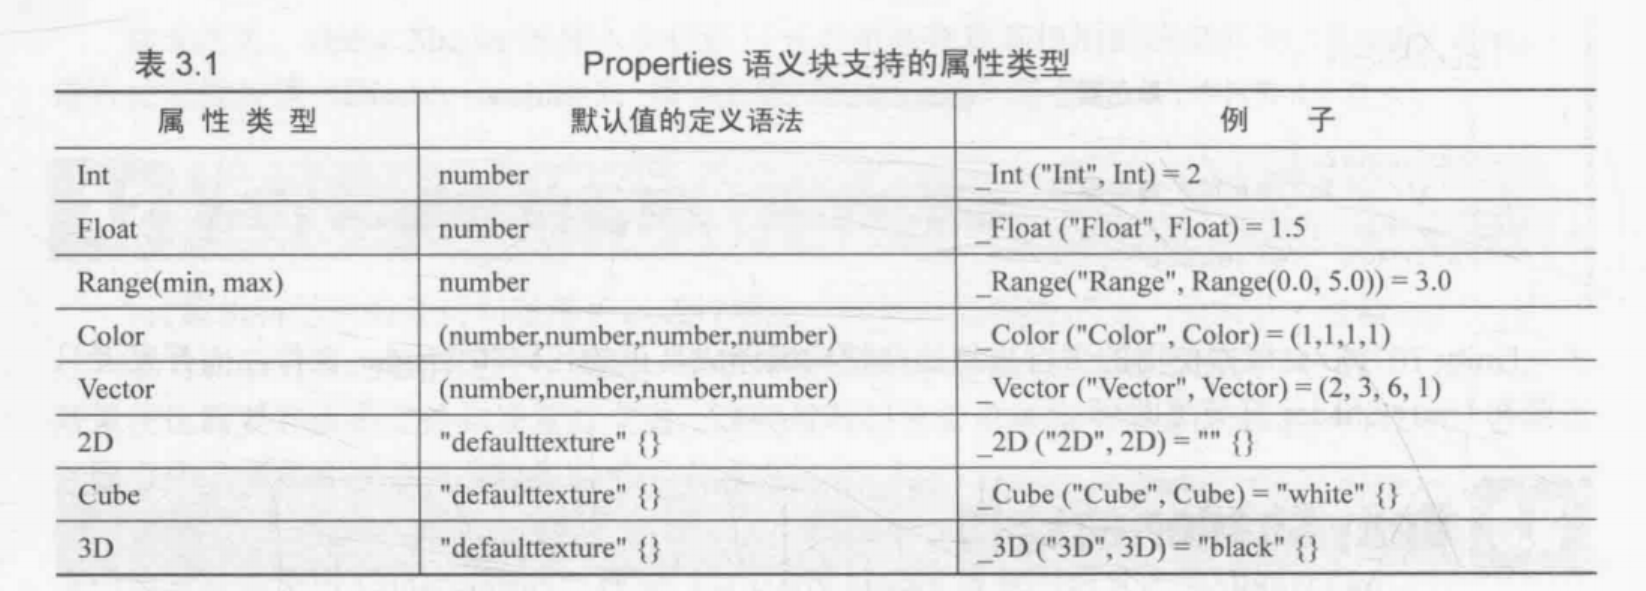 表 3.1 Properties 语义块支持的属性类型
属 性 类 型 默认值的定义语法 例 子
Int number _Int ("Int", Int) = 2
Float number _Float ("Float", Float) = 1.5
Range(min, max) number _Range("Range", Range(0.0, 5.0)) = 3.0
Color (number,number,number,number) _Color ("Color", Color) = (1,1,1,1)
Vector (number,number,number,number) _Vector ("Vector", Vector) = (2, 3, 6, 1)
2D "defaulttexture" {} _2D ("2D", 2D) = "" {}
Cube "defaulttexture" {} _Cube ("Cube", Cube) = "white" {}
3D "defaulttexture" {} _3D ("3D", 3D) = "black" {}